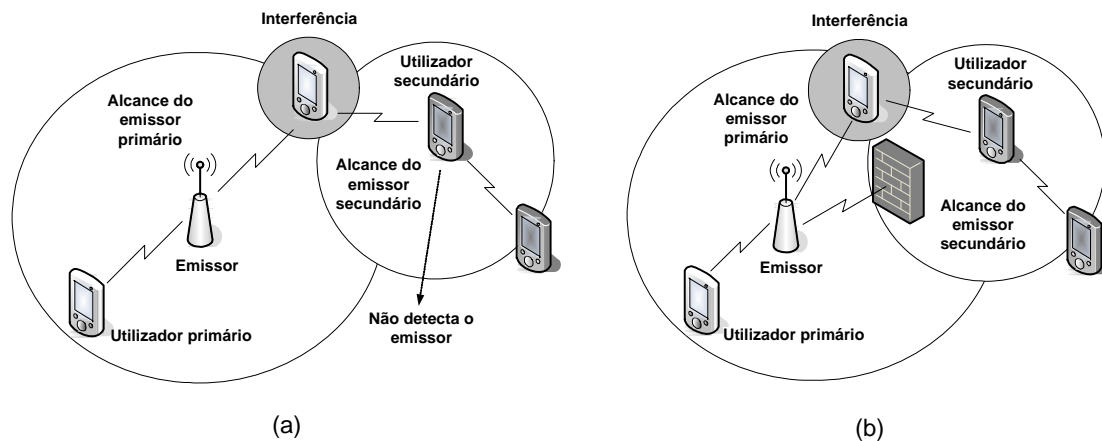 Interferência
Utilizador
secundário
Alcance do
emissor
primário
Alcance do
emissor
secundário
Emissor
Utilizador primário
Não detecta o
emissor
(a)
Interferência
Utilizador
secundário
Alcance do
emissor
primário
Alcance do
emissor
secundário
Emissor
Utilizador primário
(b)